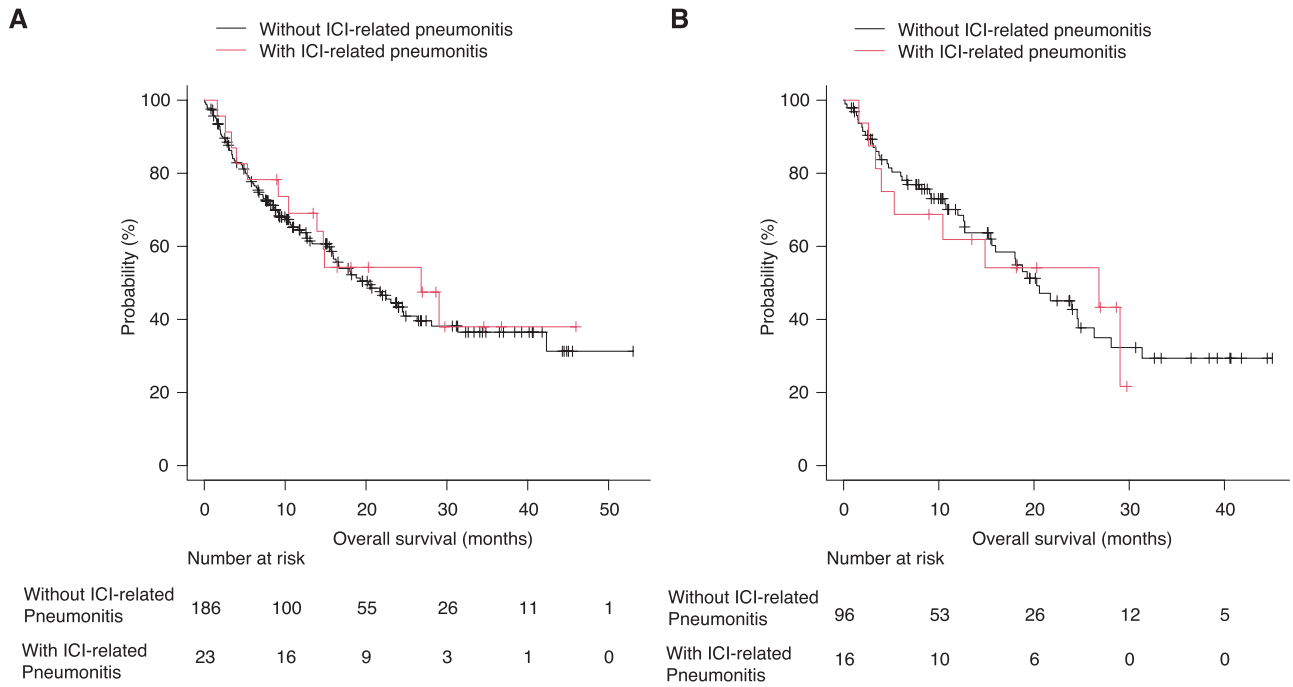 A
Without ICI-related pneumonitis
With ICI-related pneumonitis
100
80
60
40
20
0
Probability (%)
0 10 20 30 40 50
Overall survival (months)
Number at risk
Without ICI-related
Pneumonitis
186 100 55 26 11 1
With ICI-related
Pneumonitis
23 16 9 3 1 0
B
Without ICI-related pneumonitis
With ICI-related pneumonitis
100
80
60
40
20
0
Probability (%)
0 10 20 30 40
Overall survival (months)
Number at risk
Without ICI-related
Pneumonitis
96 53 26 12 5
With ICI-related
Pneumonitis
16 10 6 0 0